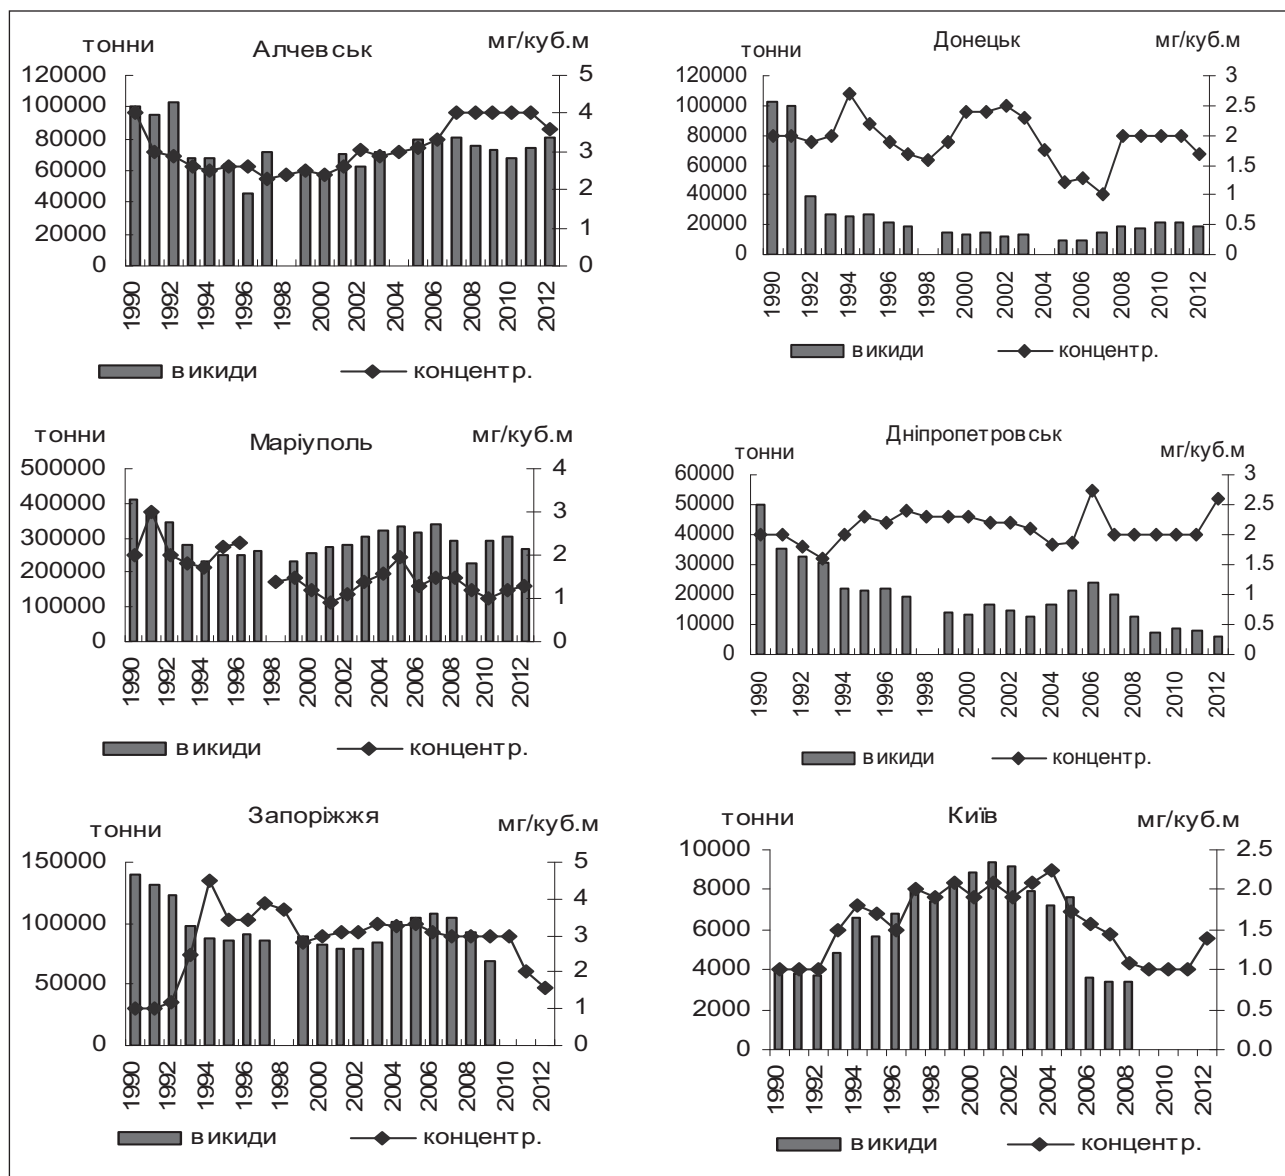 тонни Алчевськ мг/куб.м
120000 5
100000 4
80000 3
60000
40000 2
20000 1
0 0
1990 1992 1994 1996 1998 2000 2002 2004 2006 2008 2010 2012
викиди концентр.
тонни Донецьк мг/куб.м
120000 3
100000 2.5
80000 2
60000 1.5
40000 1
20000 0.5
0 0
1990 1992 1994 1996 1998 2000 2002 2004 2006 2008 2010 2012
викиди концентр.
тонни Маріуполь мг/куб.м
500000 4
400000 3
300000 2
200000
100000 1
0 0
1990 1992 1994 1996 1998 2000 2002 2004 2006 2008 2010 2012
викиди концентр.
тонни Дніпропетровськ мг/куб.м
60000 3
50000 2.5
40000 2
30000 1.5
20000 1
10000 0.5
0 0
1990 1992 1994 1996 1998 2000 2002 2004 2006 2008 2010 2012
викиди концентр.
тонни Запоріжжя мг/куб.м
150000 5
100000 4
3
50000 2
1
0 0
1990 1992 1994 1996 1998 2000 2002 2004 2006 2008 2010 2012
викиди концентр.
тонни Київ мг/куб.м
10000 2.5
8000 2.0
6000 1.5
4000 1.0
2000 0.5
0 0.0
1990 1992 1994 1996 1998 2000 2002 2004 2006 2008 2010 2012
викиди концентр.